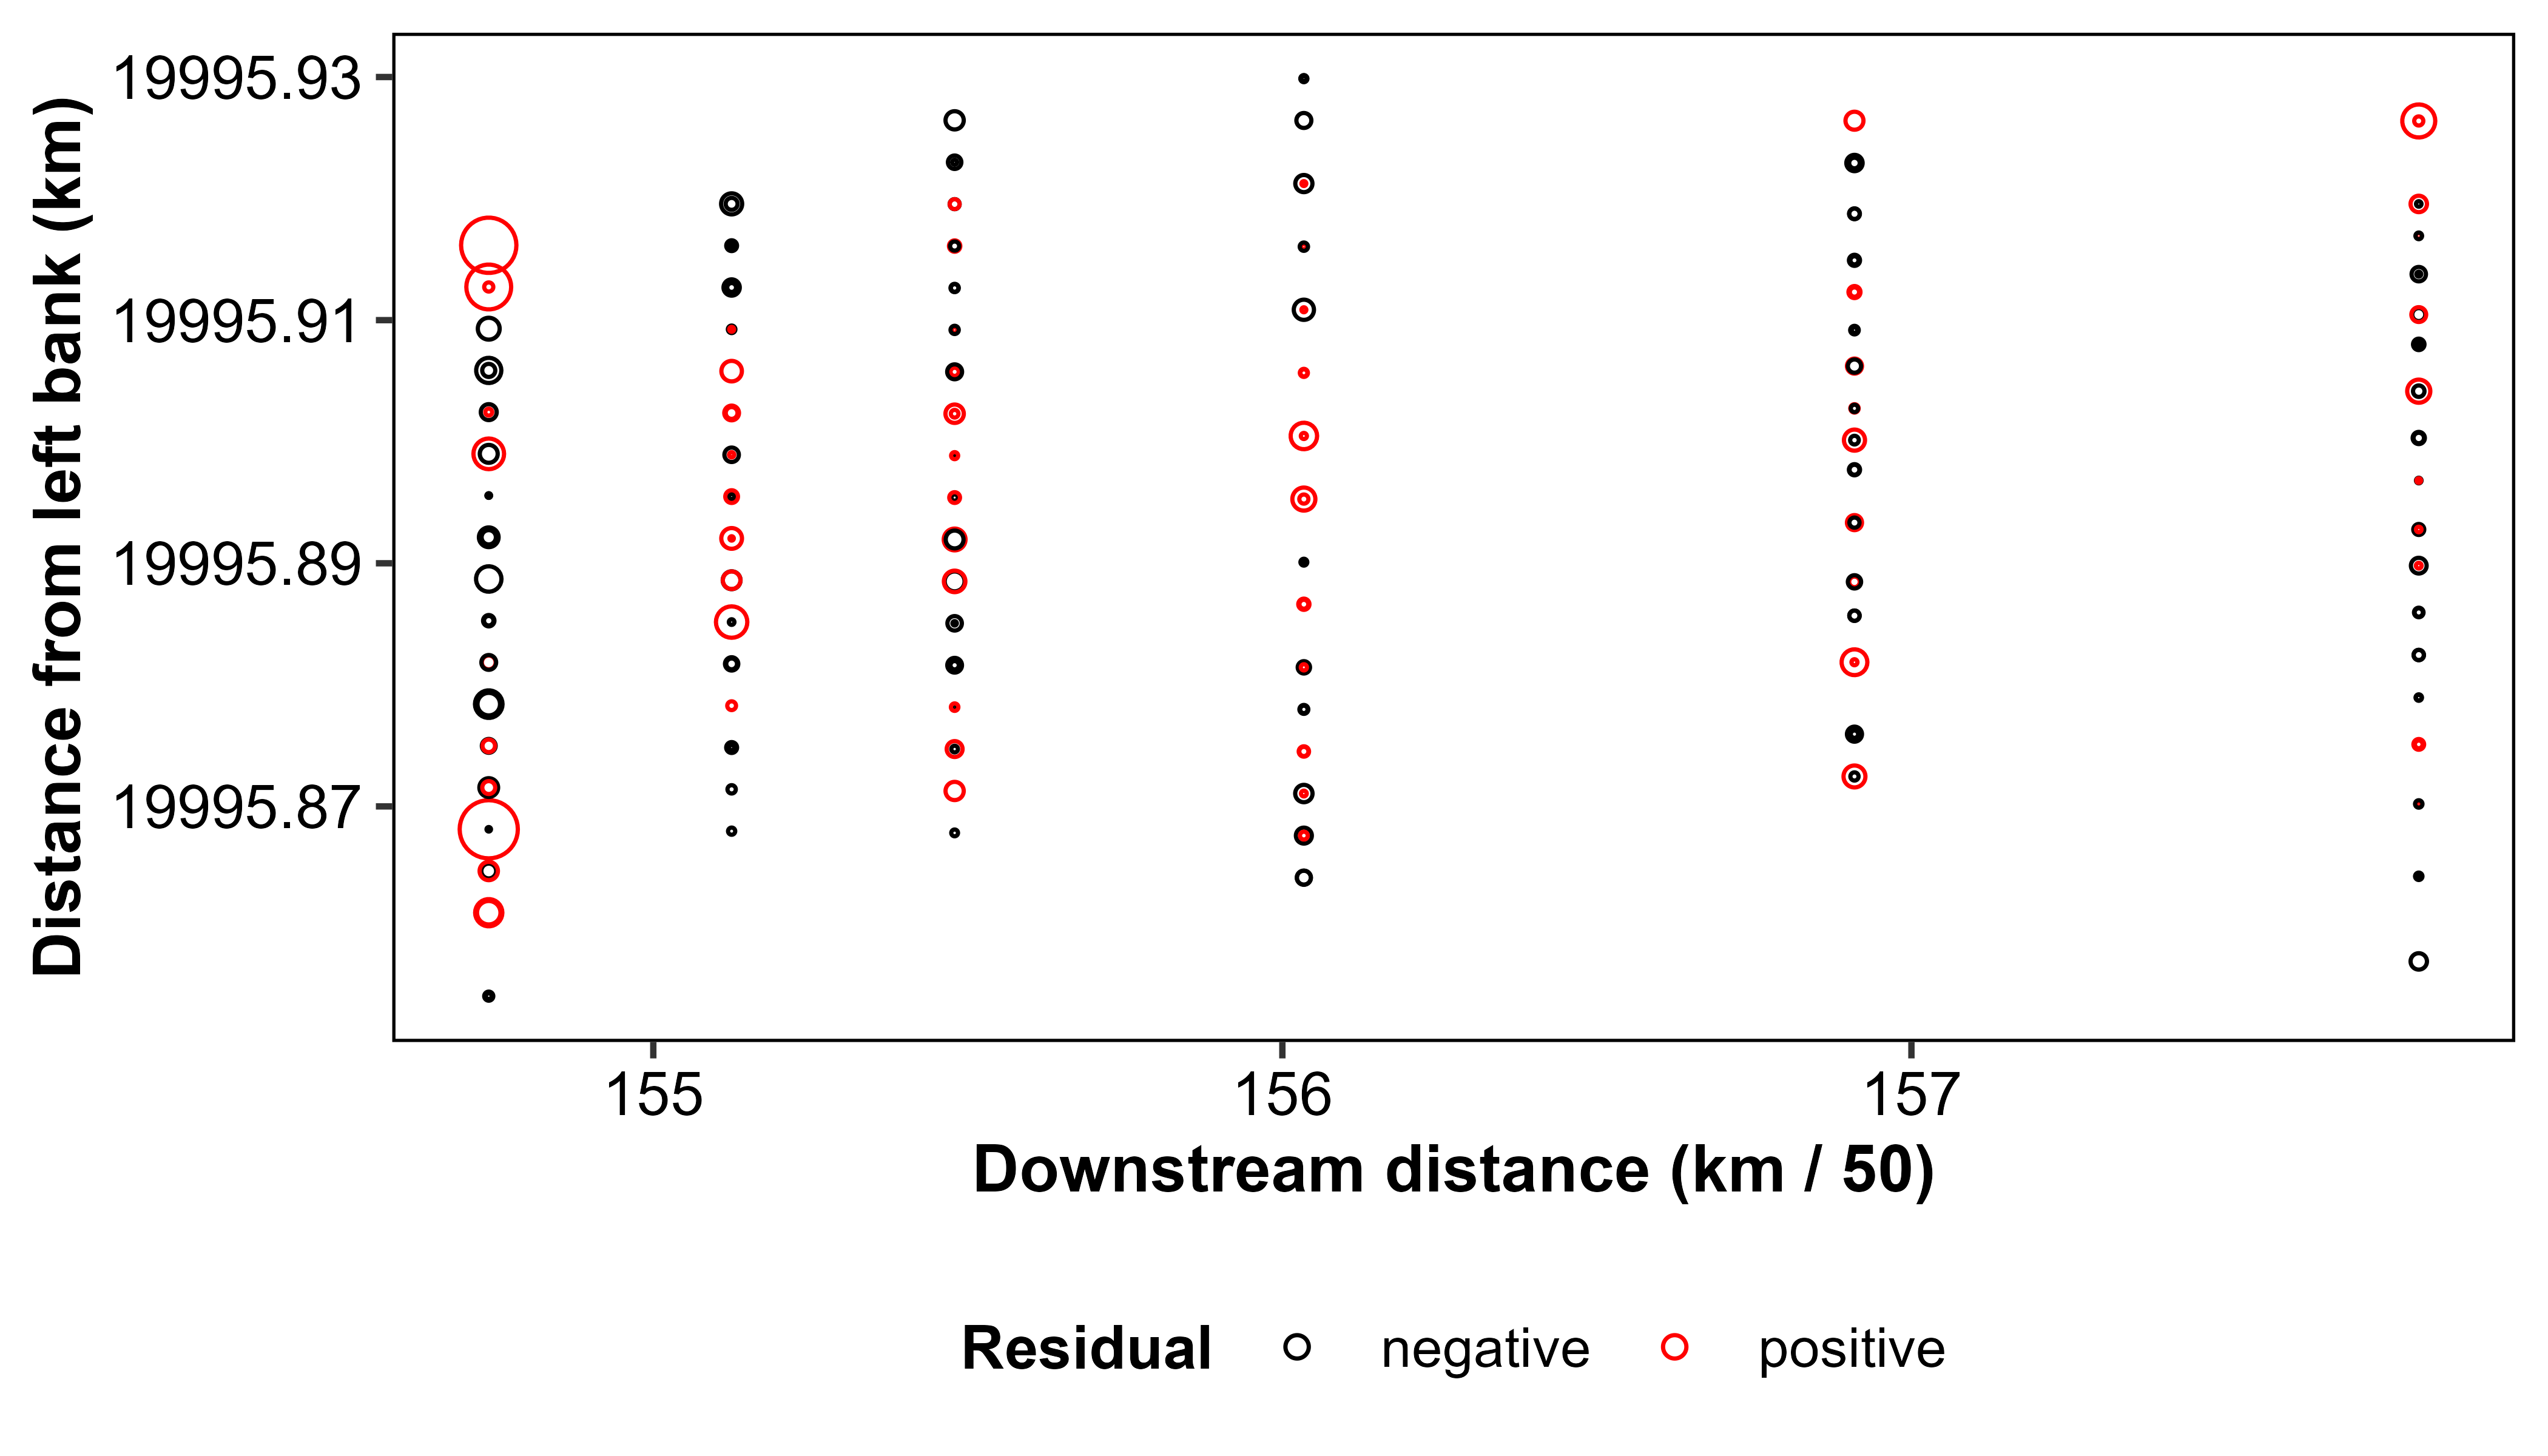 Distance from left bank (km)
19995.93
19995.91
19995.89
19995.87
155 156 157
Downstream distance (km / 50)
Residual negative positive